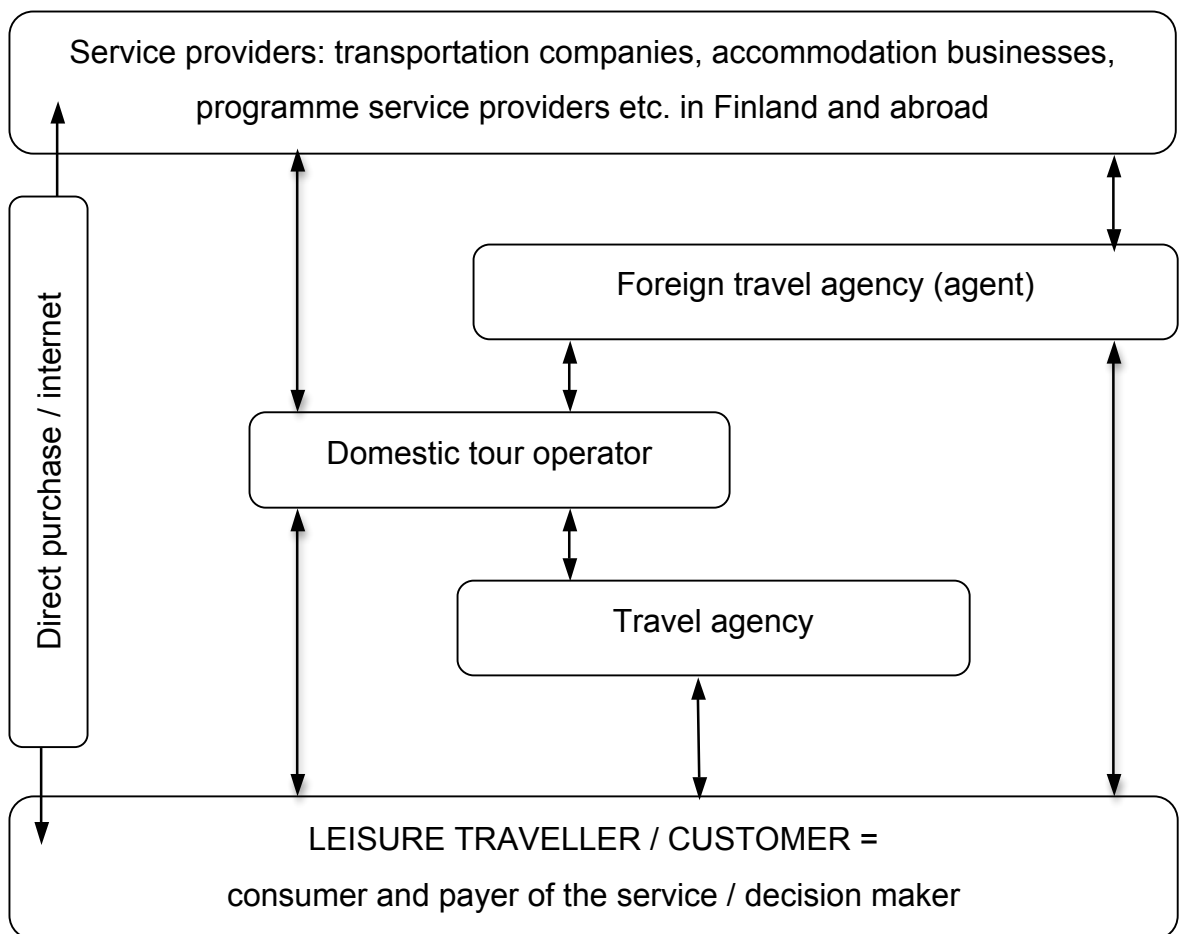 Service providers: transportation companies, accommodation businesses,
programme service providers etc. in Finland and abroad
Direct purchase / internet
Foreign travel agency (agent)
Domestic tour operator
Travel agency
LEISURE TRAVELLER / CUSTOMER =
consumer and payer of the service / decision maker